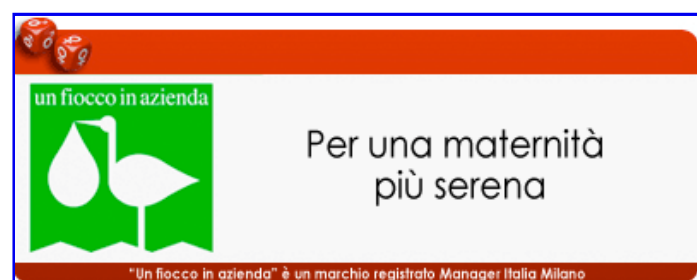 un fiocco in azienda
Per una maternità
più serena
"Un fiocco in azienda" è un marchio registrato Manager Italia Milano